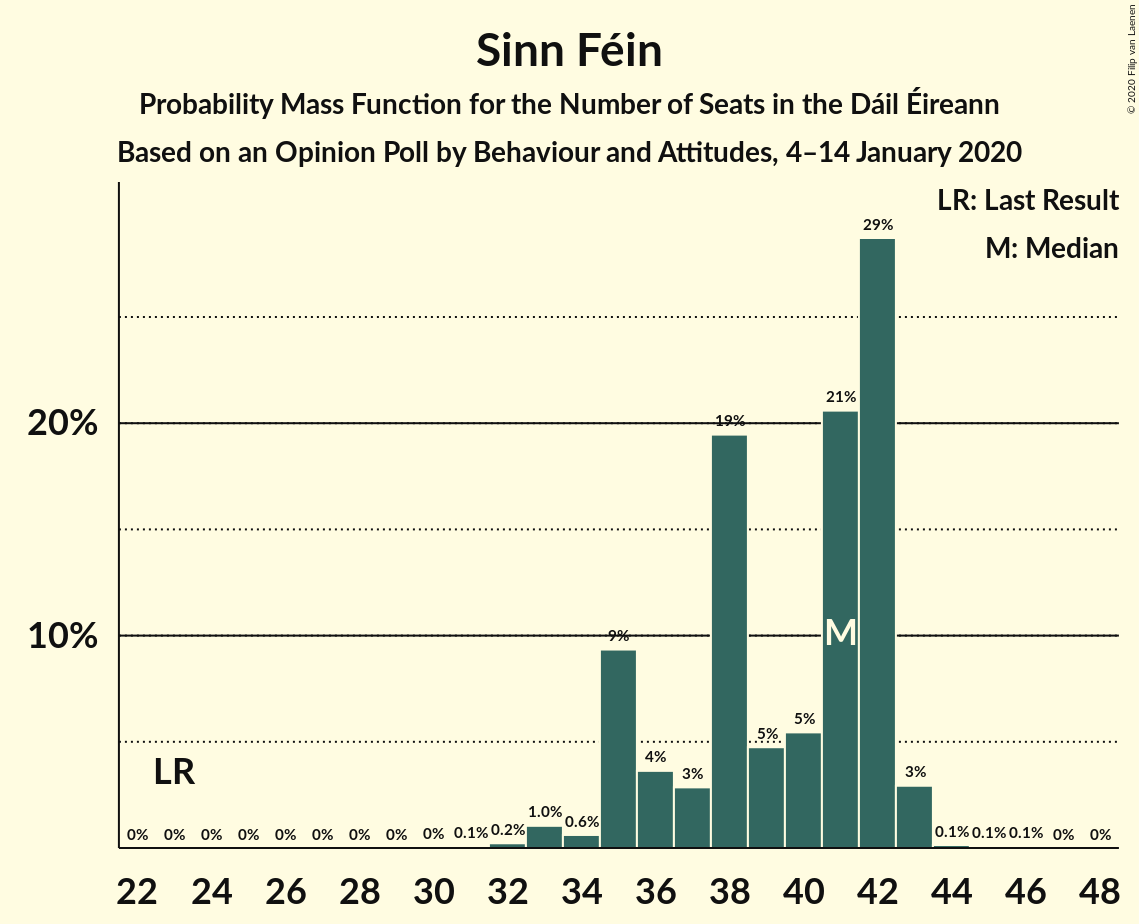 Sinn Féin
Probability Mass Function for the Number of Seats in the Dáil Éireann
Based on an Opinion Poll by Behaviour and Attitudes, 4–14 January 2020
© 2020 Filip van Laenen
LR: Last Result
M: Median
29%
21%
20%
19%
10%
9%
M
5%
5%
4%
3%
3%
LR
1.0%
0.6%
0% 0% 0% 0% 0% 0% 0% 0% 0% 0.1% 0.2% 0.1% 0.1% 0.1% 0% 0%
22 24 26 28 30 32 34 36 38 40 42 44 46 48